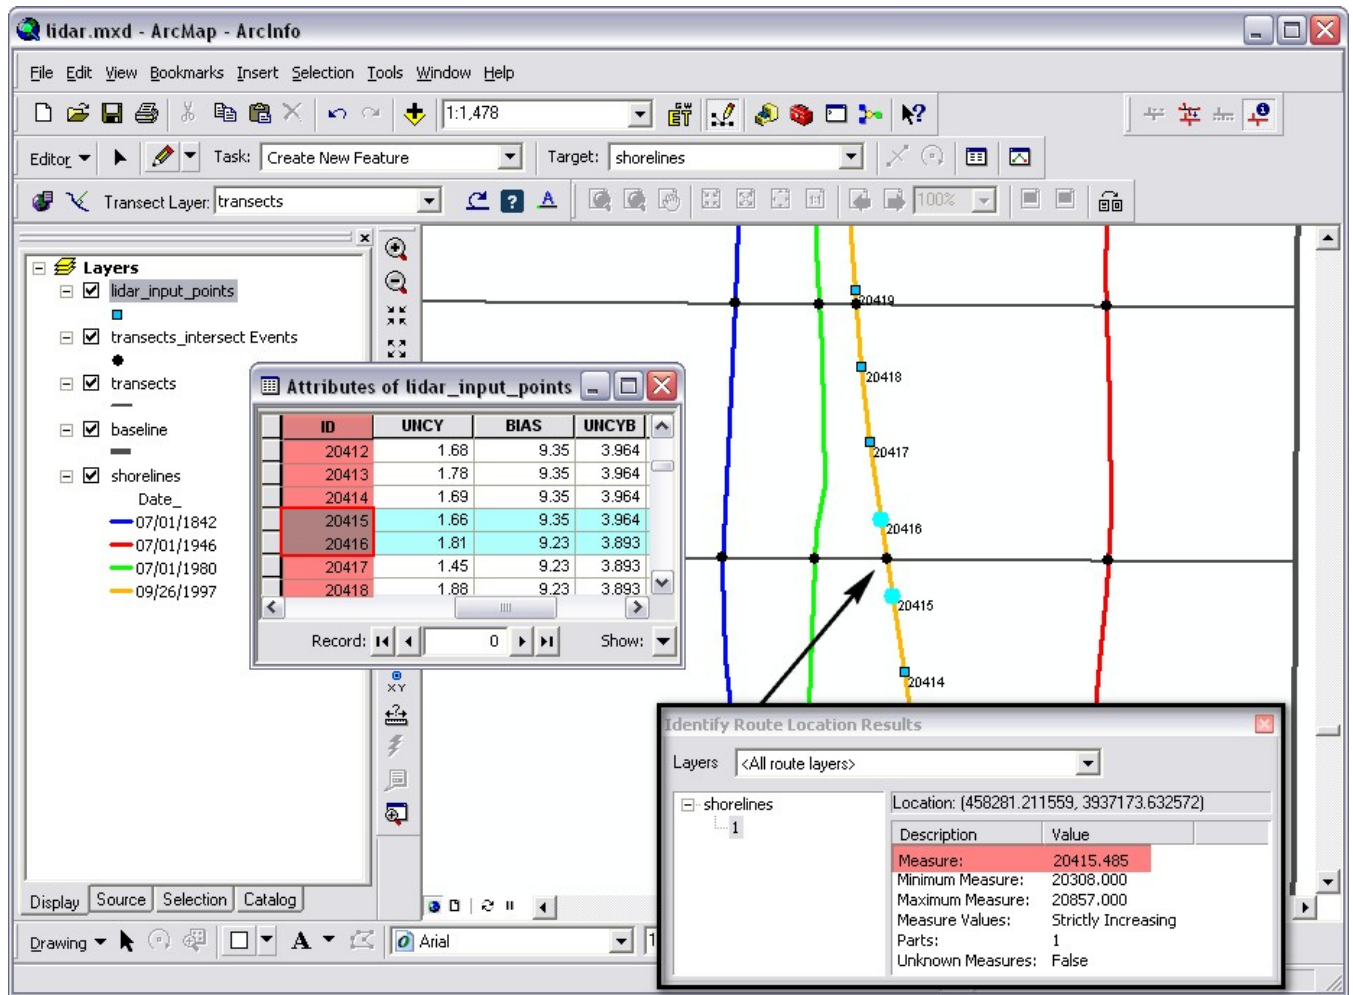 lidar.mxd - ArcMap - ArcInfo
File Edit View Bookmarks Insert Selection Tools Window Help
1:1,478
Editor Task: Create New Feature Target: shorelines
Transect Layer: transects 100%
Layers
lidar_input_points
transects_intersect Events
transects
baseline
shorelines
Date_
07/01/1842
07/01/1946
07/01/1980
09/26/1997
Attributes of lidar_input_points
ID UNCY BIAS UNCYB
20412 1.68 9.35 3.964
20413 1.78 9.35 3.964
20414 1.69 9.35 3.964
20415 1.66 9.35 3.964
20416 1.81 9.23 3.893
20417 1.45 9.23 3.893
20418 1.88 9.23 3.893
Record: 0 Show:
XY
20419
20418
20417
20416
20415
20414
Identify Route Location Results
Layers <All route layers>
shorelines
1
Location: (458281.211559, 3937173.632572)
Description Value
Measure: 20415.485
Minimum Measure: 20308.000
Maximum Measure: 20857.000
Measure Values: Strictly Increasing
Parts: 1
Unknown Measures: False
Display Source Selection Catalog
Drawing A Arial 1